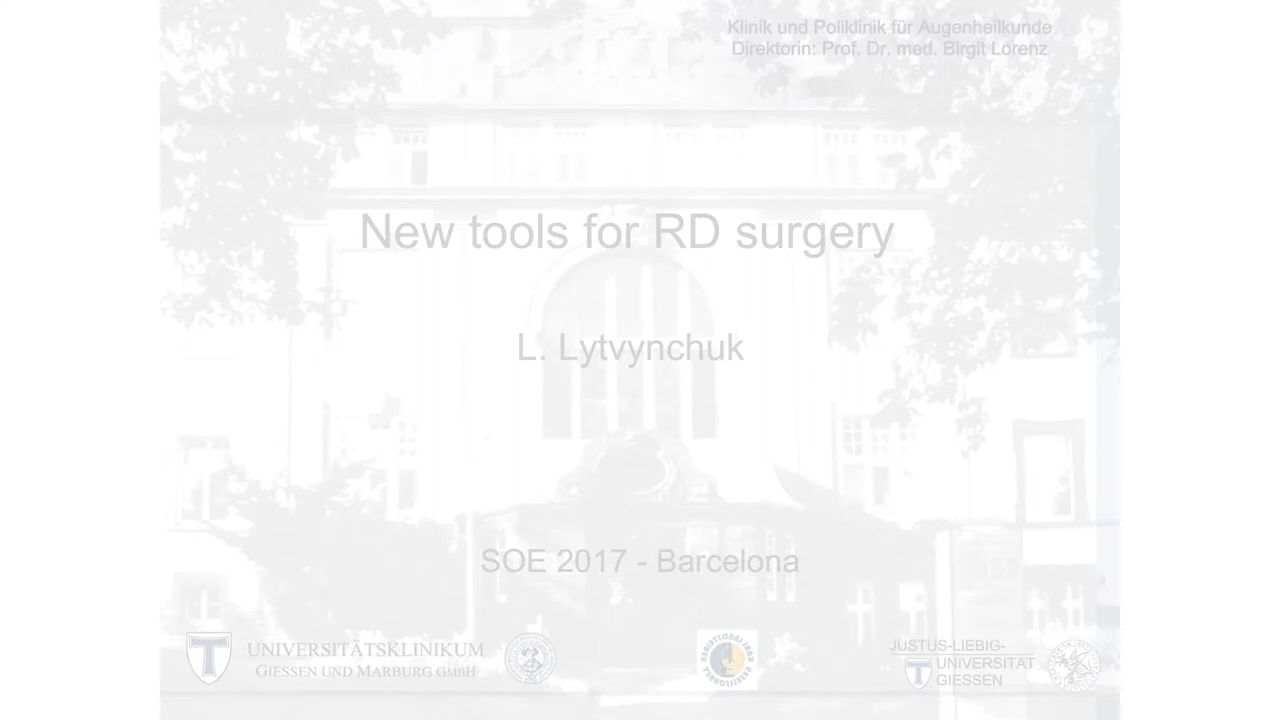 Klinik und Poliklinik für Augenheilkunde
Direktorin: Prof. Dr. med. Birgit Lorenz
New tools for RD surgery
L. Lytvynchuk
SOE 2017 - Barcelona
UNIVERSITÄTSKLINIKUM
GIESSEN UND MARBURG GMBH
JUSTUS-LIEBIG-
UNIVERSITAT
GIESSEN